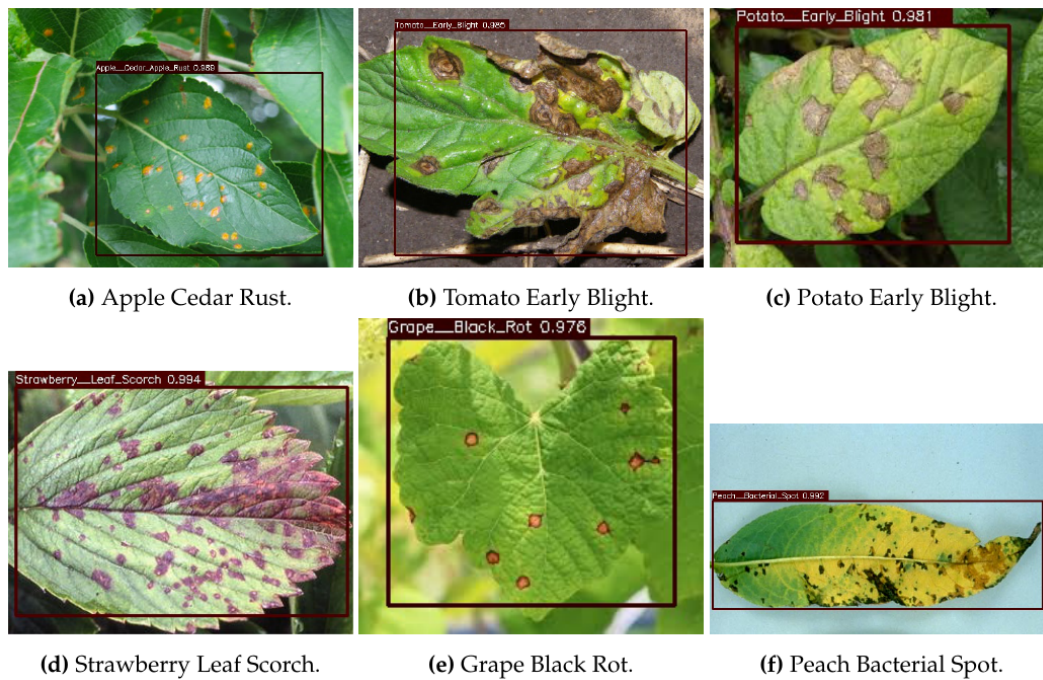 Apple__Cedar_Apple_Rust 0.989
Tomato__Early_Blight 0.985
Potato__Early_Blight 0.981
(a) Apple Cedar Rust.
(b) Tomato Early Blight.
(c) Potato Early Blight.
Strawberry__Leaf_Scorch 0.994
Grape__Black_Rot 0.976
Peach__Bacterial_Spot 0.992
(d) Strawberry Leaf Scorch.
(e) Grape Black Rot.
(f) Peach Bacterial Spot.